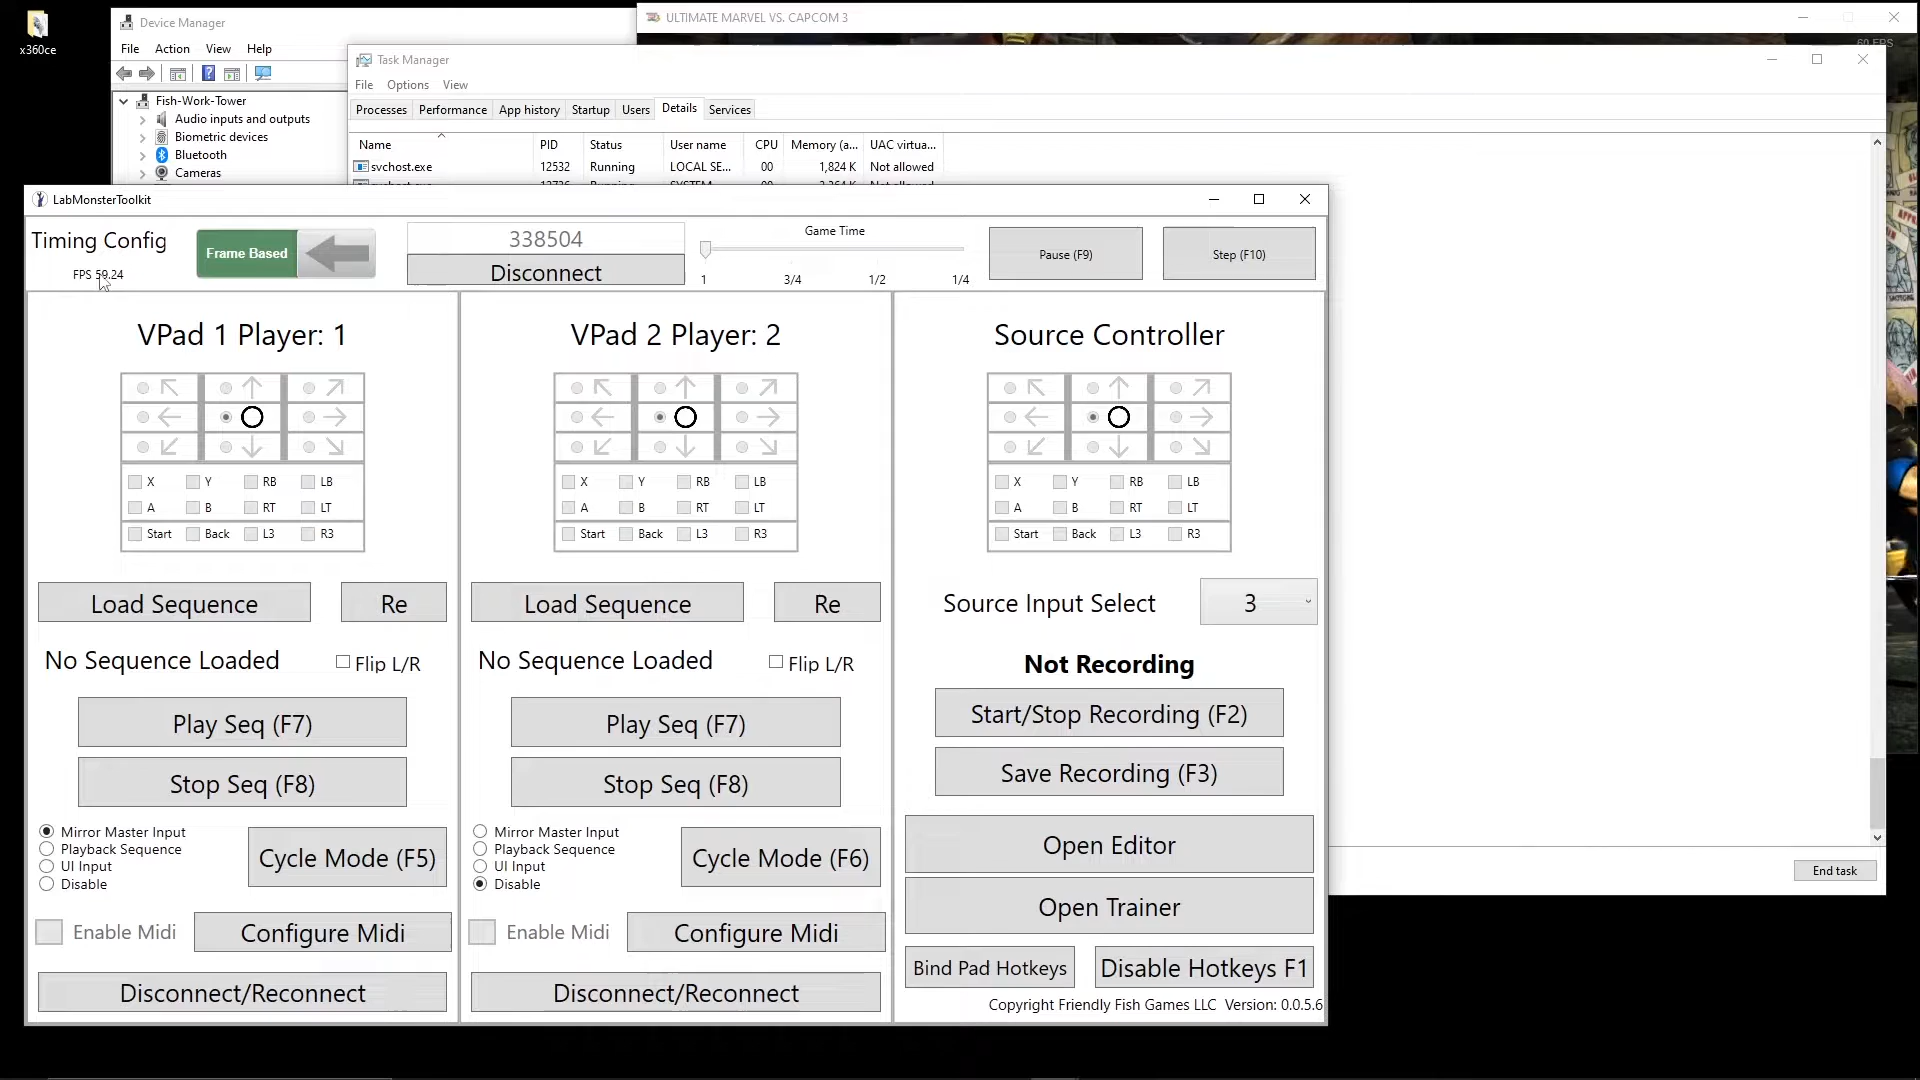 x360ce
Device Manager
File Action View Help
Fish-Work-Tower
Audio inputs and outputs
Biometric devices
Bluetooth
Cameras
ULTIMATE MARVEL VS. CAPCOM 3
60 FPS
Task Manager
File Options View
Processes Performance App history Startup Users Details Services
Name PID Status User name CPU Memory (a... UAC virtua...
svchost.exe 12532 Running LOCAL SE... 00 1,824 K Not allowed
LabMonsterToolkit
Timing Config
FPS 59.24
Frame Based
338504
Disconnect
Game Time
1 3/4 1/2 1/4
Pause (F9)
Step (F10)
VPad 1 Player: 1
X Y RB LB
A B RT LT
Start Back L3 R3
Load Sequence Re
No Sequence Loaded Flip L/R
Play Seq (F7)
Stop Seq (F8)
Mirror Master Input
Playback Sequence
UI Input
Disable
Cycle Mode (F5)
Enable Midi Configure Midi
Disconnect/Reconnect
VPad 2 Player: 2
X Y RB LB
A B RT LT
Start Back L3 R3
Load Sequence Re
No Sequence Loaded Flip L/R
Play Seq (F7)
Stop Seq (F8)
Mirror Master Input
Playback Sequence
UI Input
Disable
Cycle Mode (F6)
Enable Midi Configure Midi
Disconnect/Reconnect
Source Controller
X Y RB LB
A B RT LT
Start Back L3 R3
Source Input Select 3
Not Recording
Start/Stop Recording (F2)
Save Recording (F3)
Open Editor
Open Trainer
Bind Pad Hotkeys Disable Hotkeys F1
Copyright Friendly Fish Games LLC Version: 0.0.5.6
End task